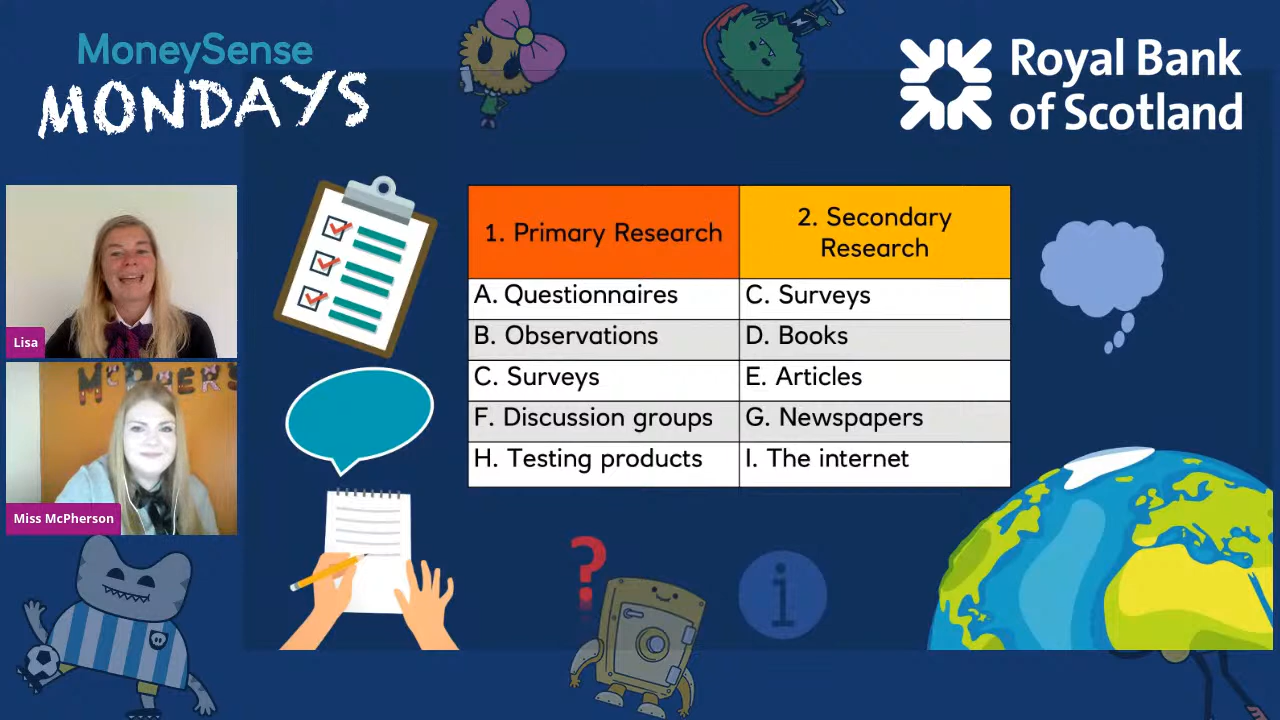 MoneySense
MONDAYS
Royal Bank
of Scotland
Lisa
McPHERS
Miss McPherson
1. Primary Research
2. Secondary
Research
A. Questionnaires
C. Surveys
B. Observations
D. Books
C. Surveys
E. Articles
F. Discussion groups
G. Newspapers
H. Testing products
I. The internet
?
i